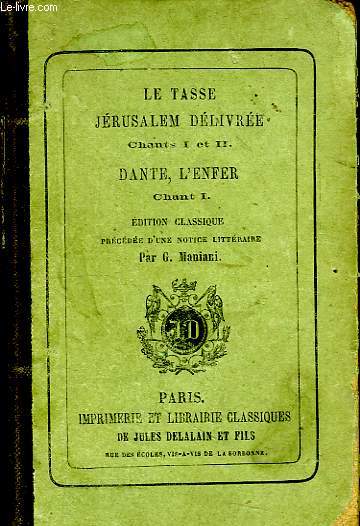 www.le-livre.com
LE TASSE
JÉRUSALEM DÉLIVRÉE
Chants I et II.
DANTE, L'ENFER
Chant I.
ÉDITION CLASSIQUE
PRÉCÉDÉE D'UNE NOTICE LITTÉRAIRE
Par G. Maniani.
JD
PARIS.
IMPRIMERIE ET LIBRAIRIE CLASSIQUES
DE JULES DELALAIN ET FILS
RUE DES ÉCOLES, VIS-A-VIS DE LA SORBONNE.